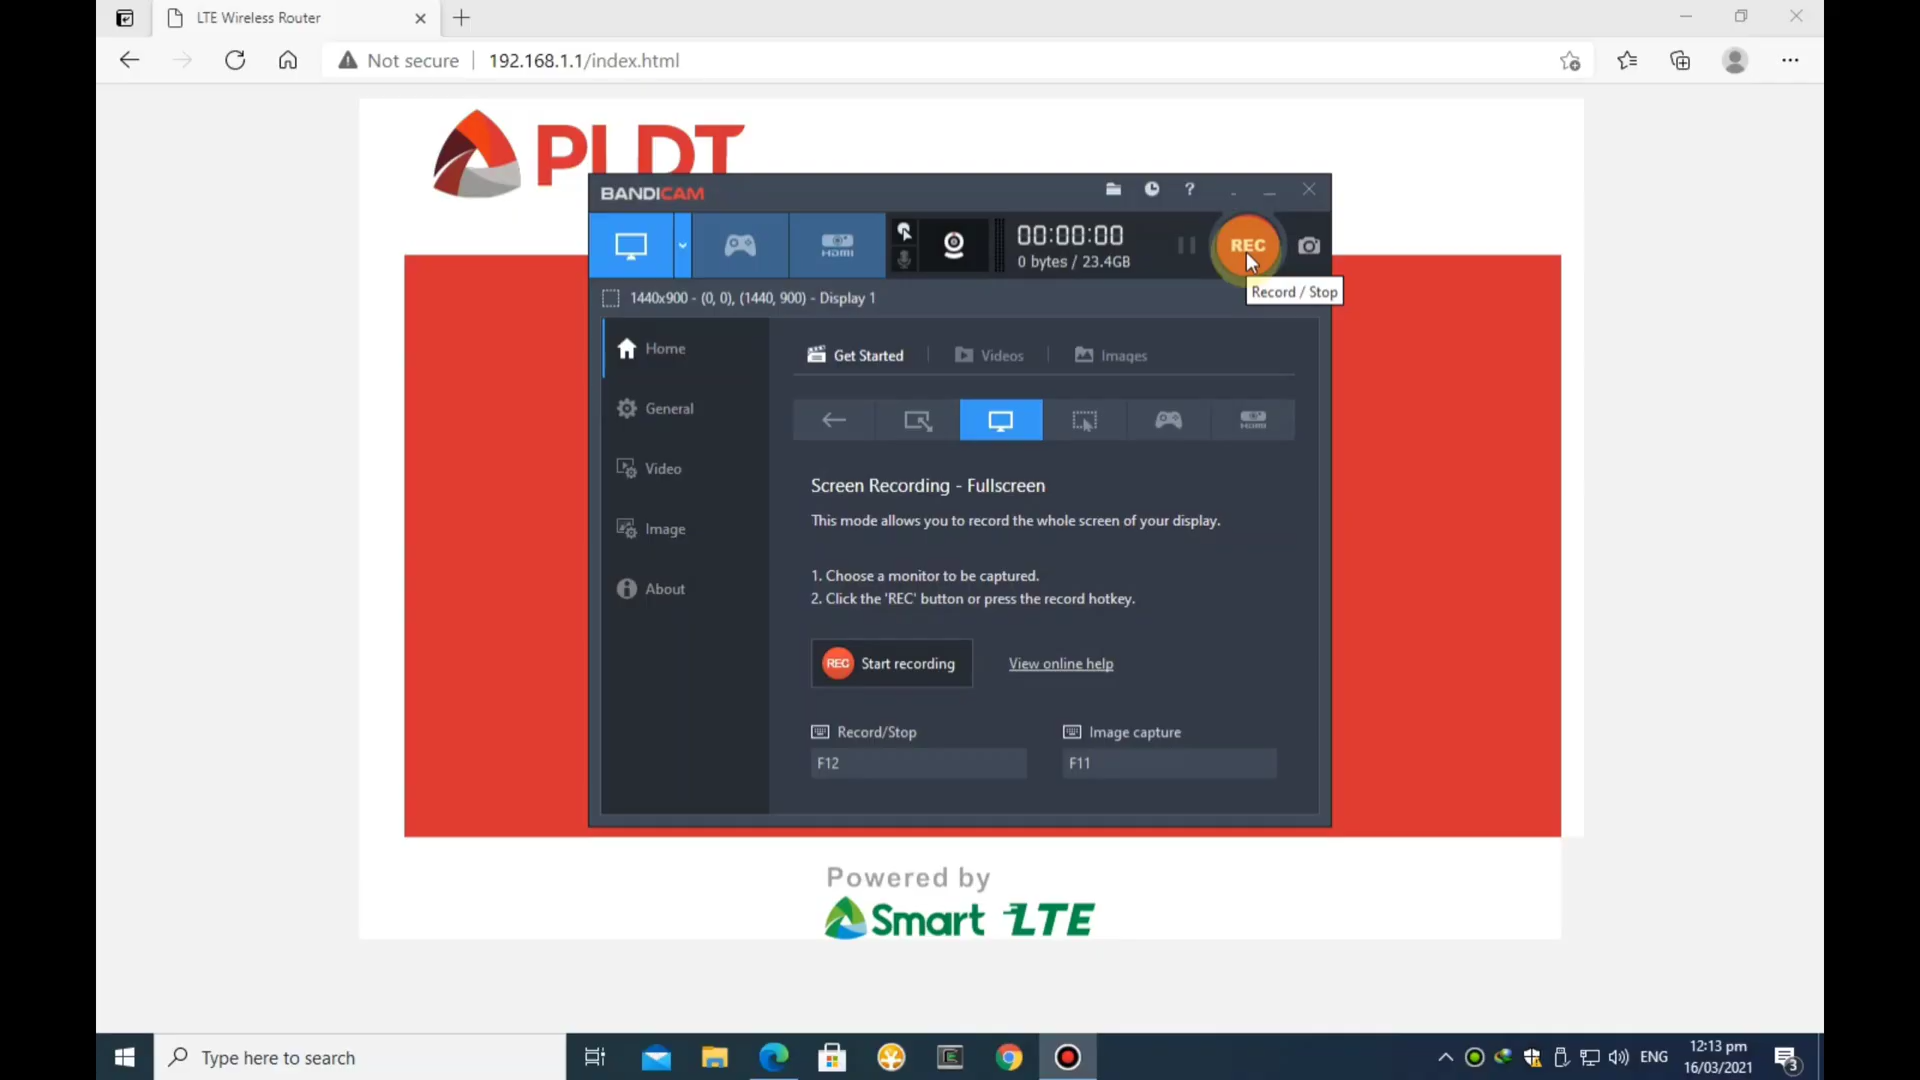 LTE Wireless Router
Not secure
192.168.1.1/index.html
PLDT
BANDICAM
HDMI
00:00:00
0 bytes / 23.4GB
REC
Record / Stop
1440x900 - (0, 0), (1440, 900) - Display 1
Home
General
Video
Image
About
Get Started
Videos
Images
HDMI
Screen Recording - Fullscreen
This mode allows you to record the whole screen of your display.
1. Choose a monitor to be captured.
2. Click the 'REC' button or press the record hotkey.
REC Start recording
View online help
Record/Stop
Image capture
F12
F11
Powered by
Smart LTE
Type here to search
ENG
12:13 pm
16/03/2021
3